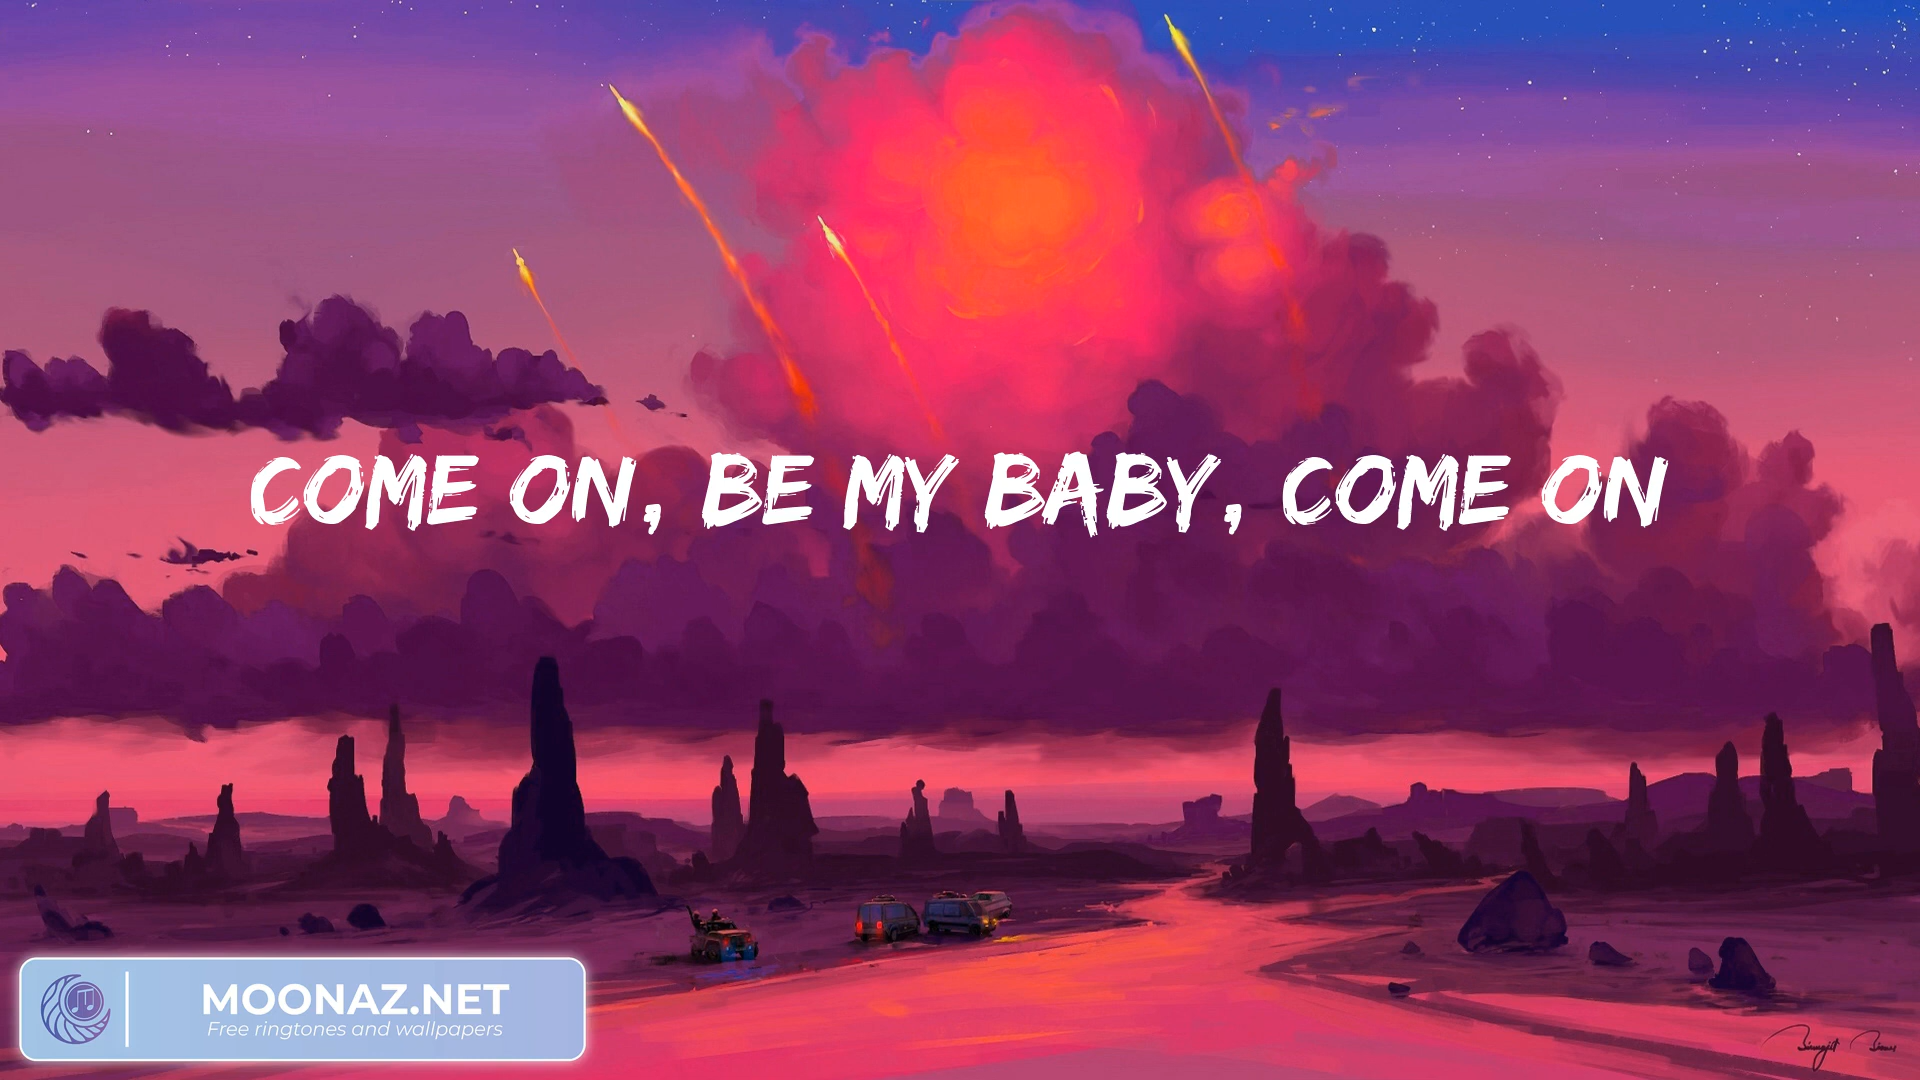 COME ON, BE MY BABY, COME ON
MOONAZ.NET
Free ringtones and wallpapers